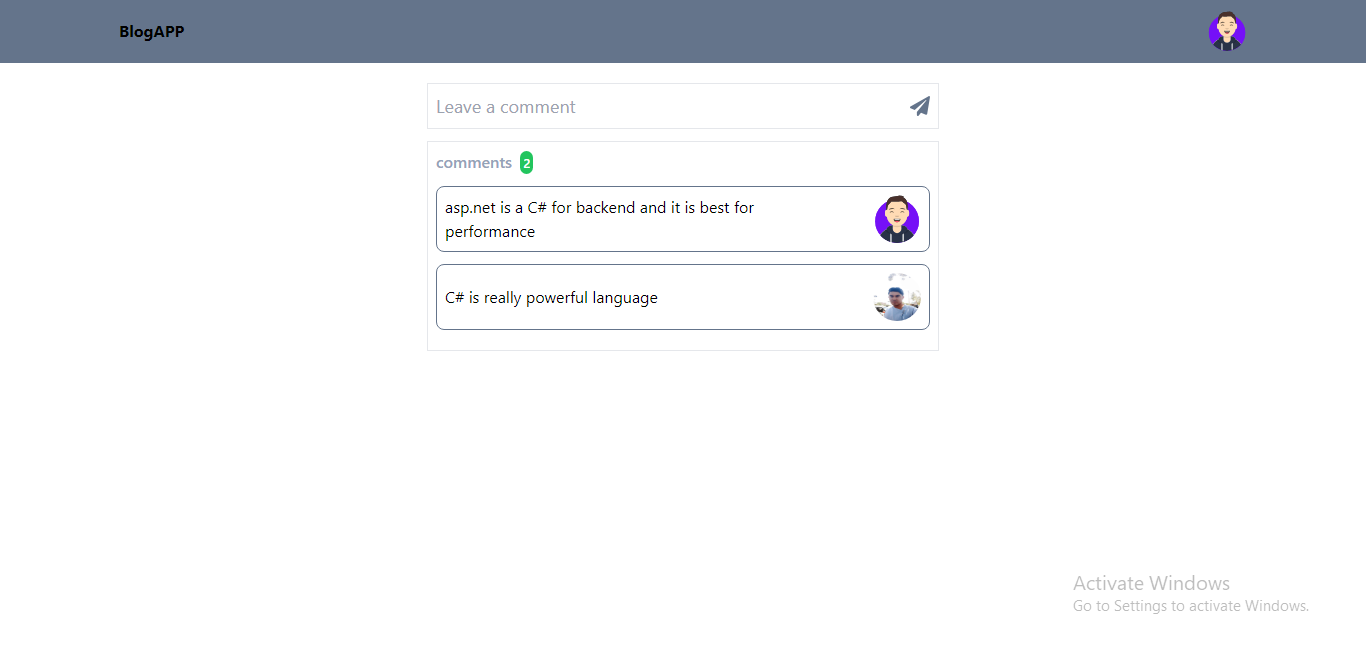 BlogAPP
Leave a comment
comments 2
asp.net is a C# for backend and it is best for
performance
C# is really powerful language
Activate Windows
Go to Settings to activate Windows.